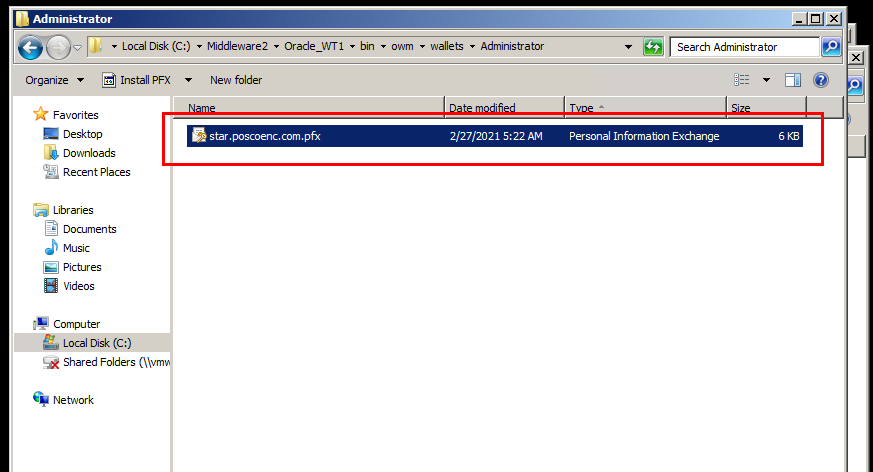 Administrator
Local Disk (C:) Middleware2 Oracle_WT1 bin owm wallets Administrator Search Administrator
Organize Install PFX New folder
Name Date modified Type Size
star.poscoenc.com.pfx 2/27/2021 5:22 AM Personal Information Exchange 6 KB
Favorites
Desktop
Downloads
Recent Places
Libraries
Documents
Music
Pictures
Videos
Computer
Local Disk (C:)
Shared Folders (\\vmw
Network